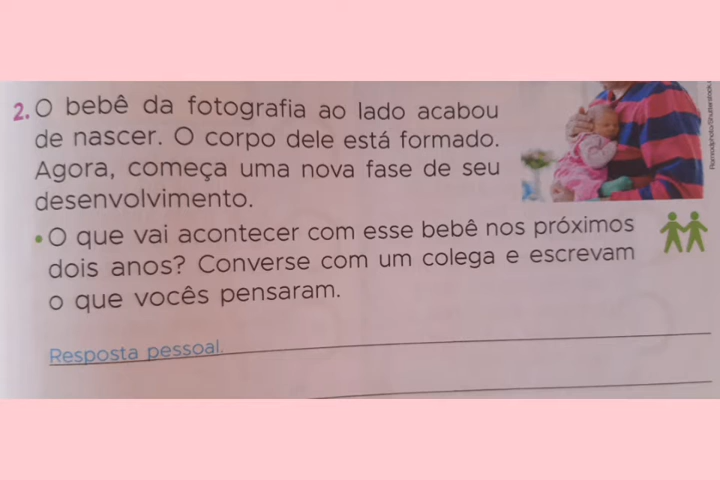 2. O bebê da fotografia ao lado acabou
de nascer. O corpo dele está formado.
Agora, começa uma nova fase de seu
desenvolvimento.
• O que vai acontecer com esse bebê nos próximos
dois anos? Converse com um colega e escrevam
o que vocês pensaram.
Resposta pessoal.